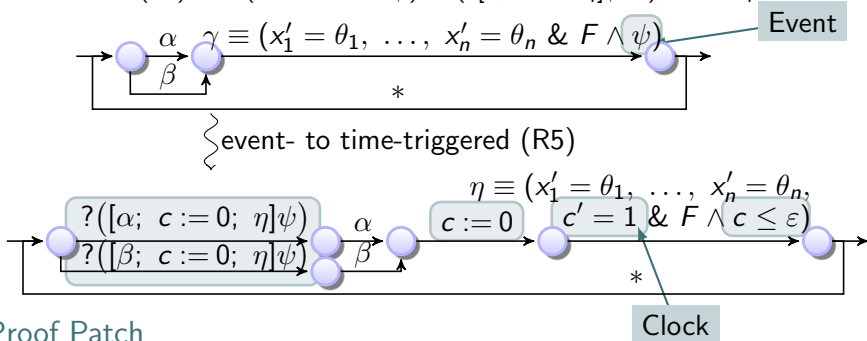 Event
α γ ≡ (x′₁ = θ₁, …, x′ₙ = θₙ & F ∧ ψ)
β
*
event- to time-triggered (R5)
η ≡ (x′₁ = θ₁, …, x′ₙ = θₙ,
?([α; c := 0; η]ψ) α c := 0 c′ = 1 & F ∧ c ≤ ε)
?([β; c := 0; η]ψ) β
*
Proof Patch
Clock